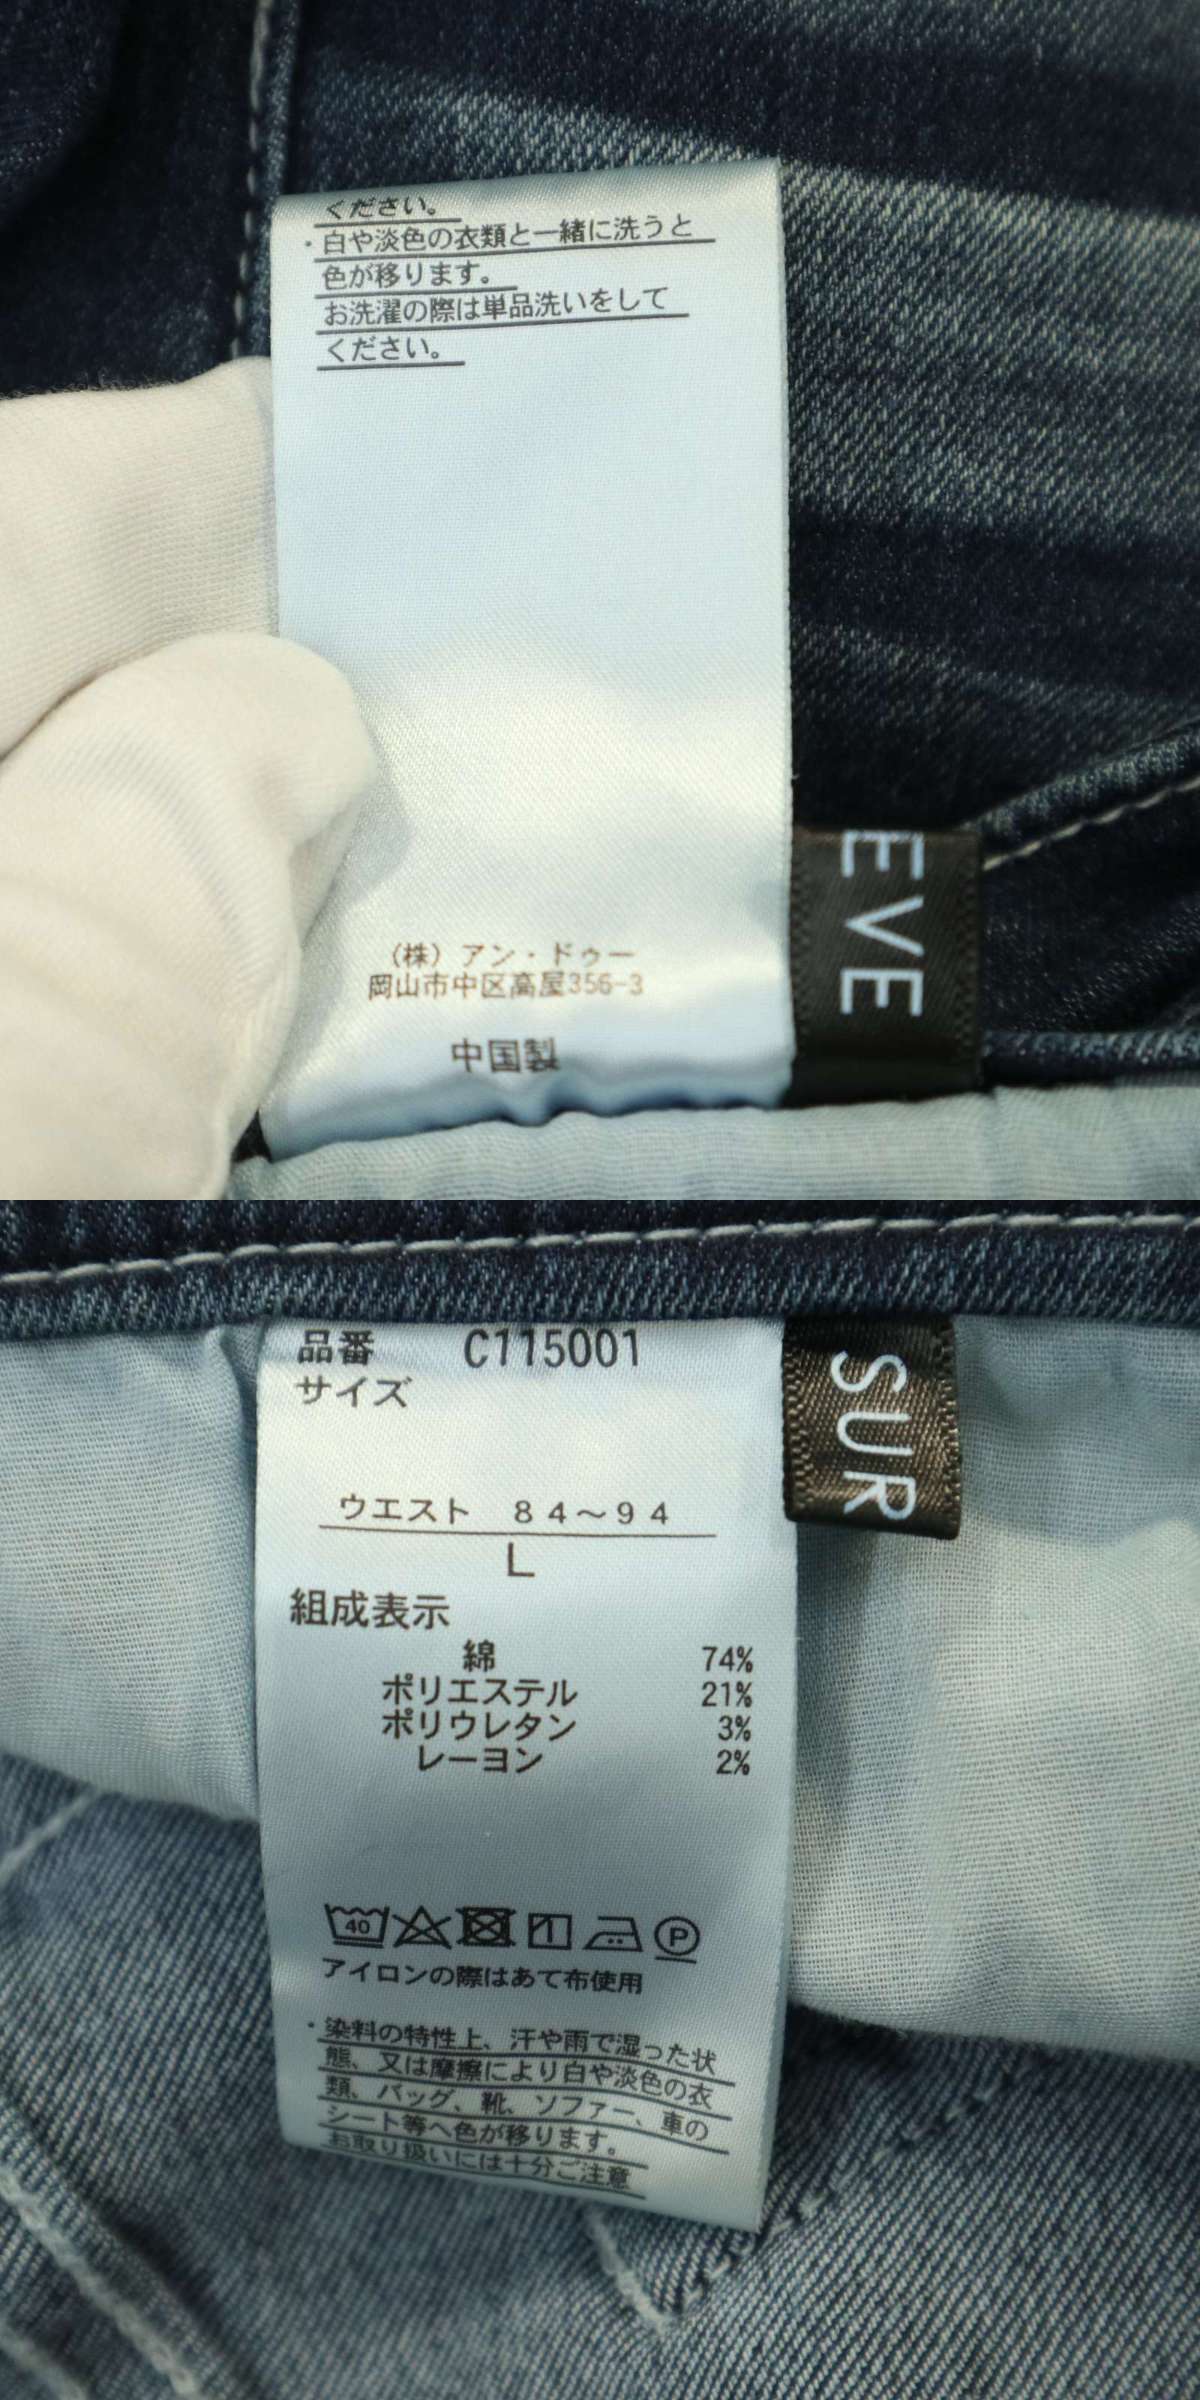 ください。
・白や淡色の衣類と一緒に洗うと
色が移ります。
お洗濯の際は単品洗いをして
ください。
(株) アン・ドゥー
岡山市中区高屋356-3
中国製
EVE
品番 C115001
サイズ
ウエスト 84～94
L
組成表示
綿 74%
ポリエステル 21%
ポリウレタン 3%
レーヨン 2%
40
P
アイロンの際はあて布使用
・染料の特性上、汗や雨で湿った状
態、又は摩擦により白や淡色の衣
類、バッグ、靴、ソファー、車の
シート等へ色が移ります。
お取り扱いには十分ご注意
SUR